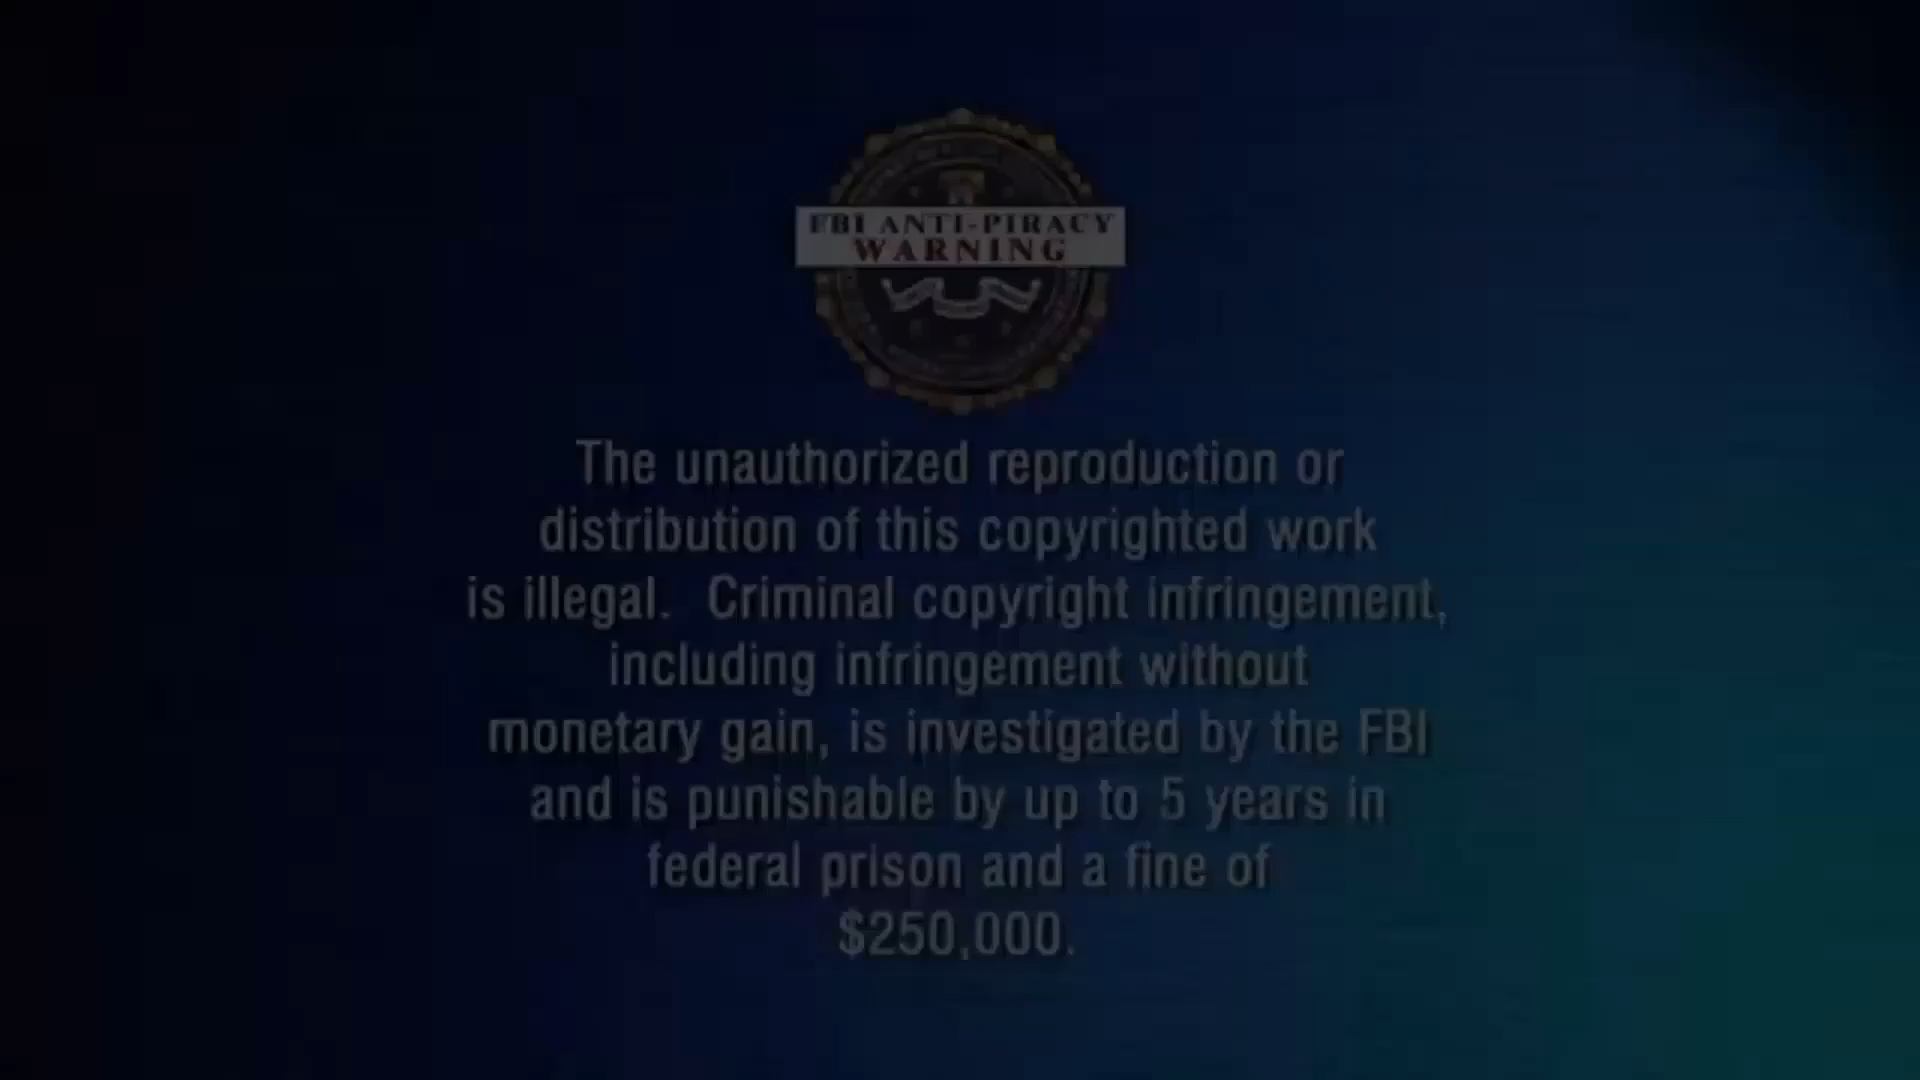 FBI ANTI-PIRACY
WARNING
The unauthorized reproduction or
distribution of this copyrighted work
is illegal.  Criminal copyright infringement,
including infringement without
monetary gain, is investigated by the FBI
and is punishable by up to 5 years in
federal prison and a fine of
$250,000.